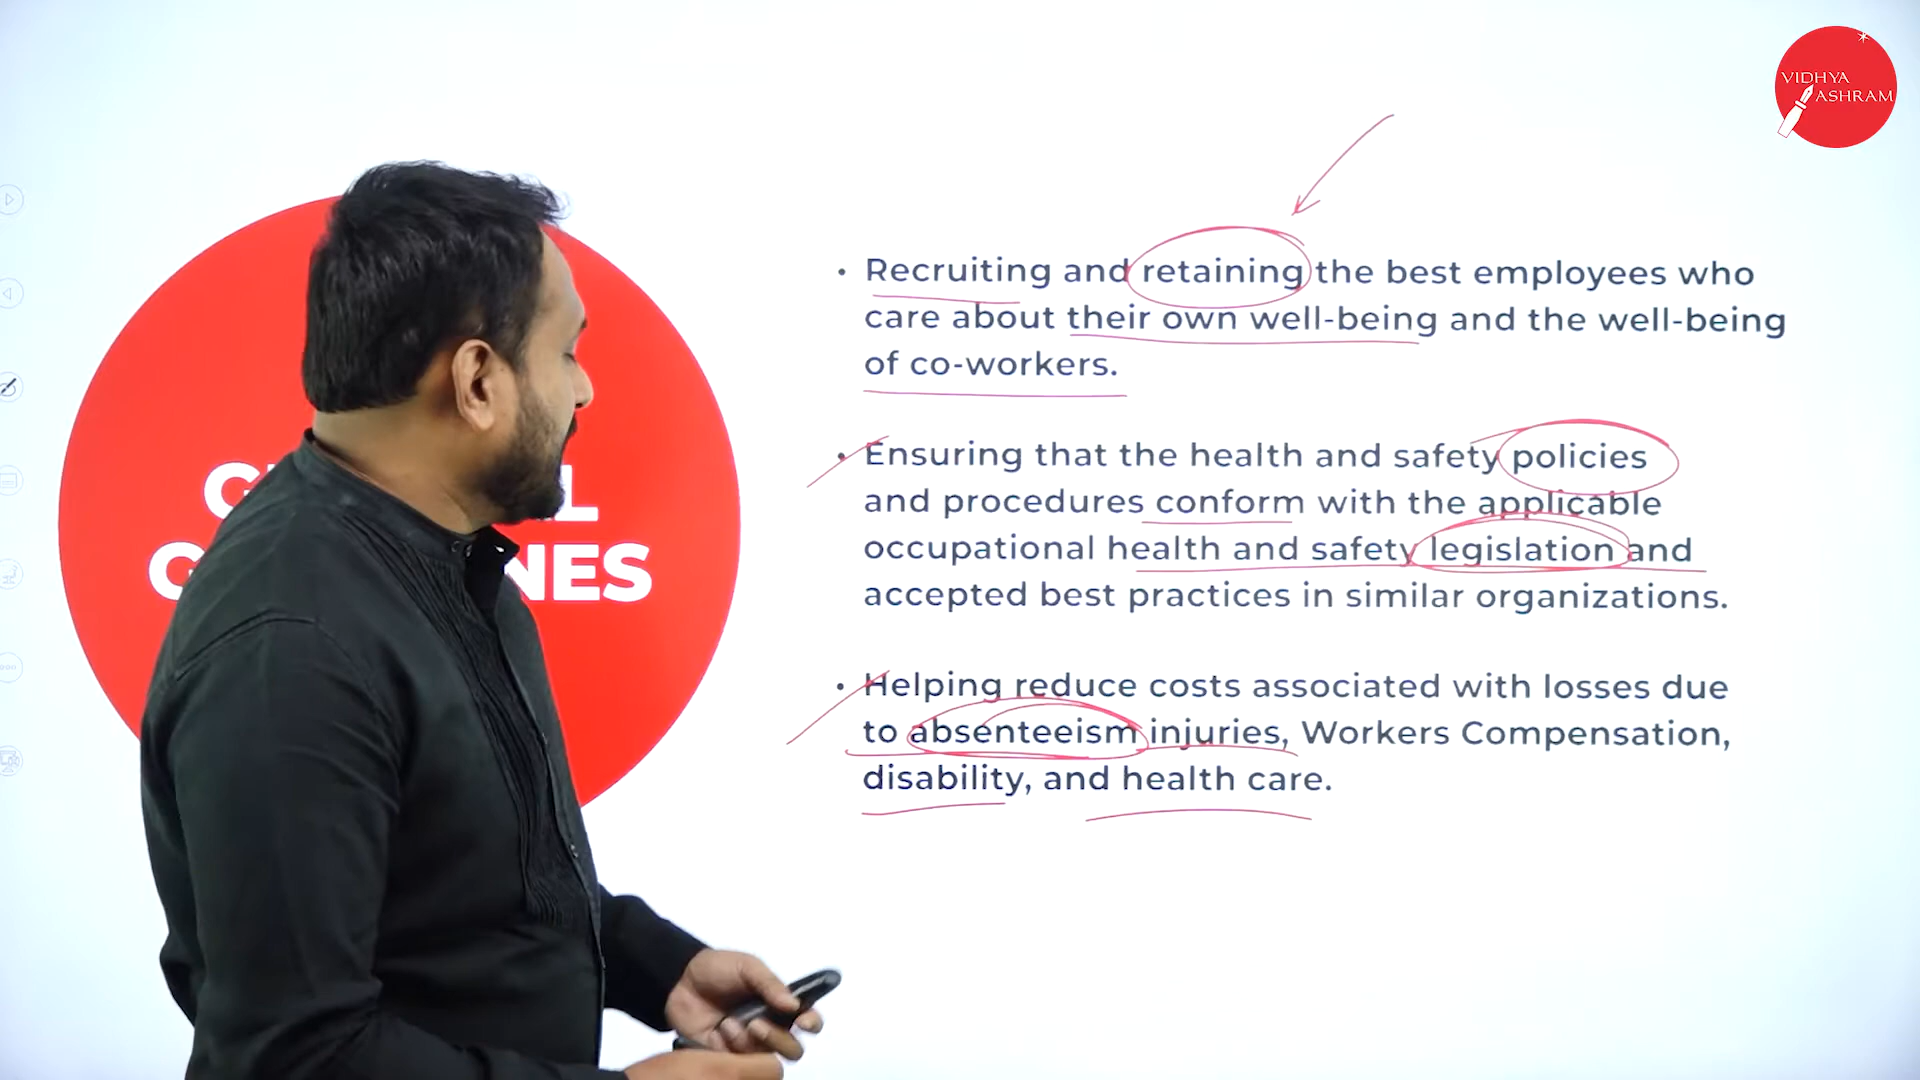 VIDHYA
ASHRAM
• Recruiting and retaining the best employees who
care about their own well-being and the well-being
of co-workers.
• Ensuring that the health and safety policies
and procedures conform with the applicable
occupational health and safety legislation and
accepted best practices in similar organizations.
• Helping reduce costs associated with losses due
to absenteeism injuries, Workers Compensation,
disability, and health care.